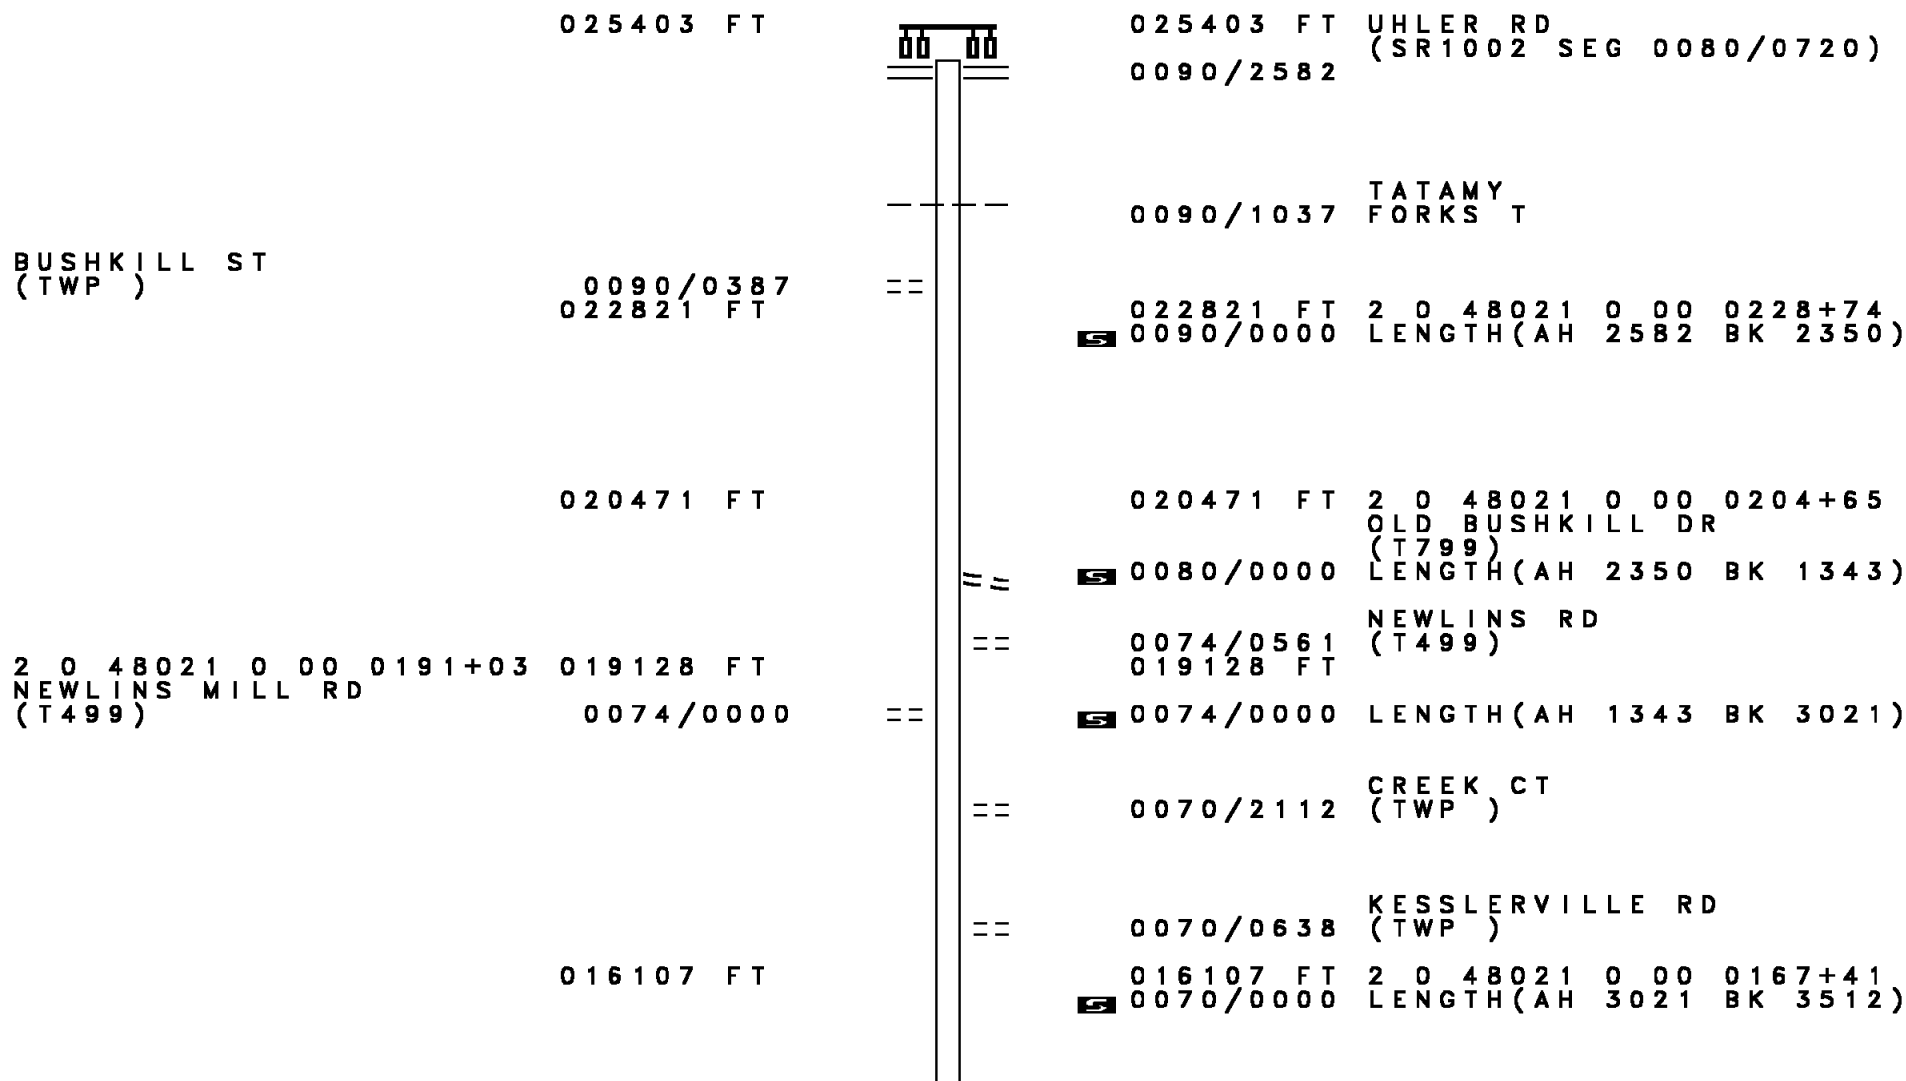 025403 FT 025403 FT UHLER RD
(SR1002 SEG 0080/0720)
0090/2582
TATAMY
0090/1037 FORKS T
BUSHKILL ST
(TWP ) 0090/0387
022821 FT 022821 FT 2 0 48021 0 00 0228+74
S 0090/0000 LENGTH(AH 2582 BK 2350)
020471 FT 020471 FT 2 0 48021 0 00 0204+65
OLD BUSHKILL DR
(T799)
S 0080/0000 LENGTH(AH 2350 BK 1343)
NEWLINS RD
0074/0561 (T499)
2 0 48021 0 00 0191+03 019128 FT 019128 FT
NEWLINS MILL RD
(T499) 0074/0000 S 0074/0000 LENGTH(AH 1343 BK 3021)
CREEK CT
0070/2112 (TWP )
KESSLERVILLE RD
0070/0638 (TWP )
016107 FT 016107 FT 2 0 48021 0 00 0167+41
S 0070/0000 LENGTH(AH 3021 BK 3512)